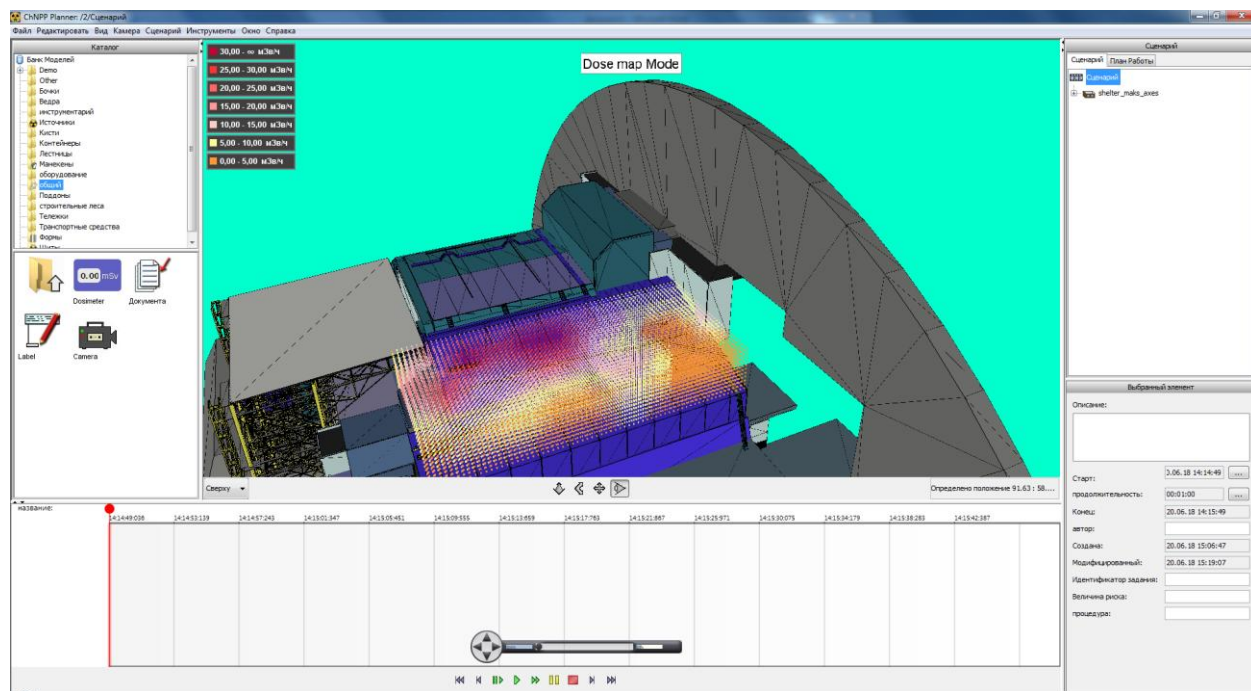 ChNPP Planner: /2/Сценарий
Файл Редактировать Вид Камера Сценарий Инструменты Окно Справка
Каталог
Банк Моделей
Demo
Other
Бочки
Ведра
инструментарий
Источники
Кисти
Контейнеры
Лестницы
Манекены
оборудование
общий
Поддоны
строительные леса
Тележки
Транспортные средства
Формы
Щиты
0.00 mSv
Dosimeter
Документа
Label
Camera
30,00 - ∞ мЗв/ч
25,00 - 30,00 мЗв/ч
20,00 - 25,00 мЗв/ч
15,00 - 20,00 мЗв/ч
10,00 - 15,00 мЗв/ч
5,00 - 10,00 мЗв/ч
0,00 - 5,00 мЗв/ч
Dose map Mode
Сверху
Определено положение 91.63 : 58....
Сценарий
Сценарий План Работы
Сценарий
shelter_maks_axes
Выбранный элемент
Описание:
Старт: 0.06.18 14:14:49 ...
продолжительность: 00:01:00 ...
Конец: 20.06.18 14:15:49
автор:
Создана: 20.06.18 15:06:47
Модифицированный: 20.06.18 15:19:07
Идентификатор задания:
Величина риска:
процедура:
название:
14:14:49:036 14:14:53:139 14:14:57:243 14:15:01:347 14:15:05:451 14:15:09:555 14:15:13:659 14:15:17:763 14:15:21:867 14:15:25:971 14:15:30:075 14:15:34:179 14:15:38:283 14:15:42:387